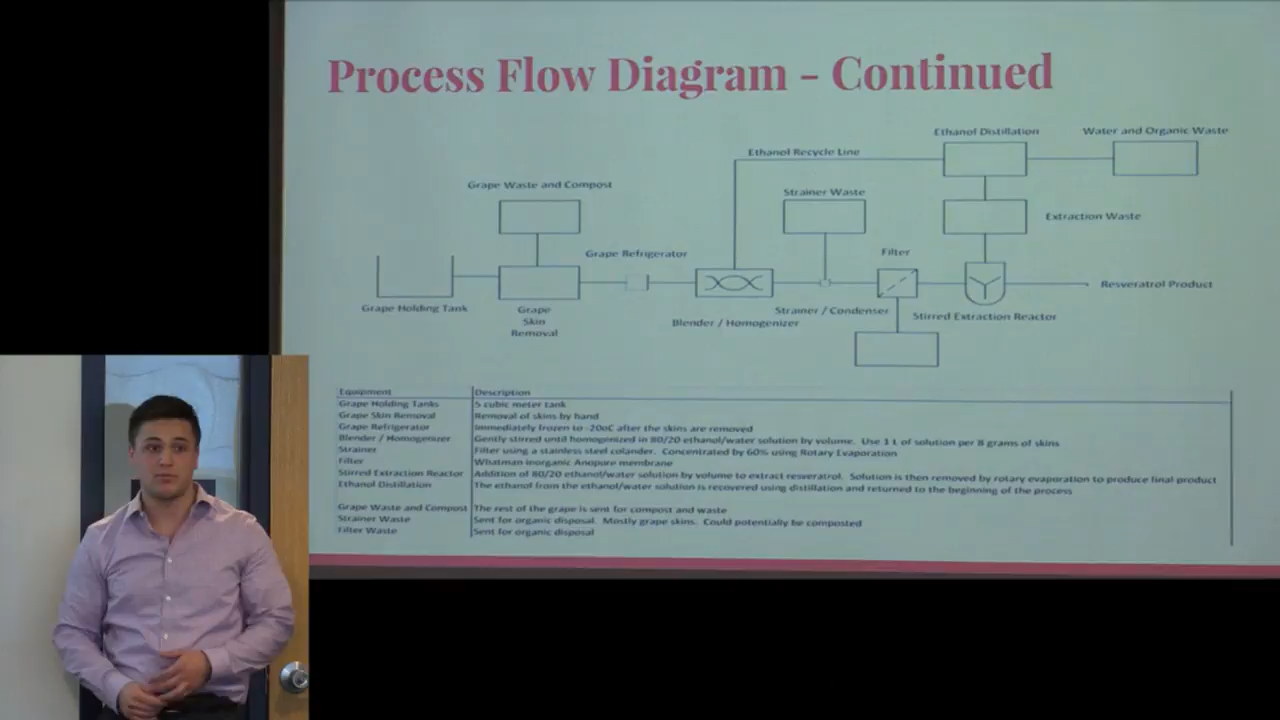 Process Flow Diagram - Continued
Ethanol Distillation
Water and Organic Waste
Ethanol Recycle Line
Grape Waste and Compost
Strainer Waste
Extraction Waste
Grape Refrigerator
Filter
Resveratrol Product
Grape Holding Tank
Grape
Skin
Removal
Strainer / Condenser
Blender / Homogenizer
Stirred Extraction Reactor
Equipment Description
Grape Holding Tanks 5 cubic meter tank
Grape Skin Removal Removal of skins by hand
Grape Refrigerator Immediately frozen to -20oC after the skins are removed
Blender / Homogenizer Gently stirred until homogenized in 80/20 ethanol/water solution by volume. Use 1 L of solution per 8 grams of skins
Strainer Filter using a stainless steel colander. Concentrated by 60% using Rotary Evaporation
Filter Whatman inorganic Anopore membrane
Stirred Extraction Reactor Addition of 80/20 ethanol/water solution by volume to extract resveratrol. Solution is then removed by rotary evaporation to produce final product
Ethanol Distillation The ethanol from the ethanol/water solution is recovered using distillation and returned to the beginning of the process
Grape Waste and Compost The rest of the grape is sent for compost and waste
Strainer Waste Sent for organic disposal. Mostly grape skins. Could potentially be composted
Filter Waste Sent for organic disposal